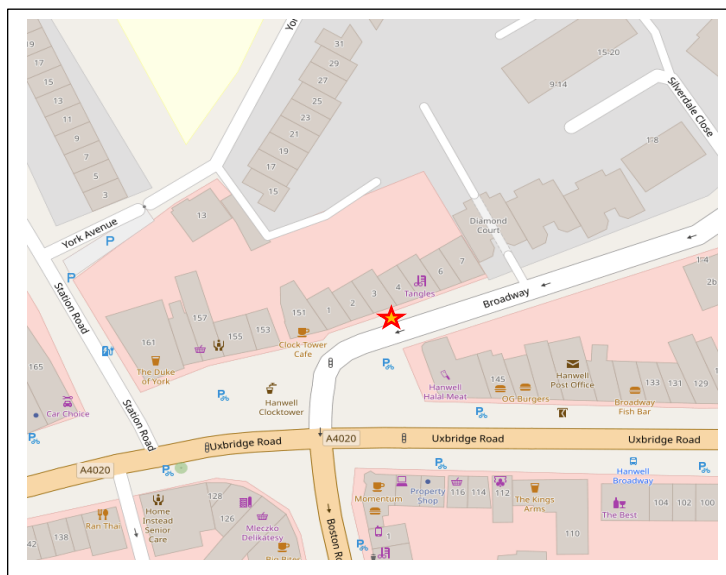 York
31
29
27
25
23
21
19
17
15
19
17
15
13
11
9
7
5
3
15 20
9 14
1 8
Silverdale Close
York Avenue
13
P
P
Diamond
Court
7
6
4
3
2
1
151
Tangles
Broadway
1 4
2b
Station Road
157
155
153
161
165
The Duke
of York
Clock Tower
Cafe
Hanwell
Clocktower
Hanwell
Halal Meat
145
OG Burgers
Hanwell
Post Office
133
131
129
Broadway
Fish Bar
Car Choice
Station Road
A4020
Uxbridge Road
A4020
Uxbridge Road
Uxbridge Road
Hanwell
Broadway
Momentum
Property
Shop
116
114
112
The Kings
Arms
110
The Best
104
102
100
Ran Thai
138
42
Home
Instead
Senior
Care
128
126
Mleczko
Delikatesy
Big Bites
Boston Ro
1